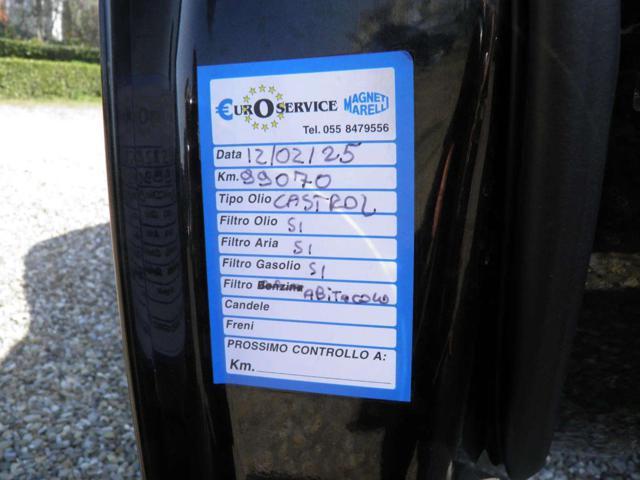 €UROSERVICE MAGNETI MARELLI
Tel. 055 8479556
Data 12/02/25
Km. 99070
Tipo Olio CASTROL
Filtro Olio SI
Filtro Aria SI
Filtro Gasolio SI
Filtro Benzina ABITACOLO
Candele
Freni
PROSSIMO CONTROLLO A:
Km.